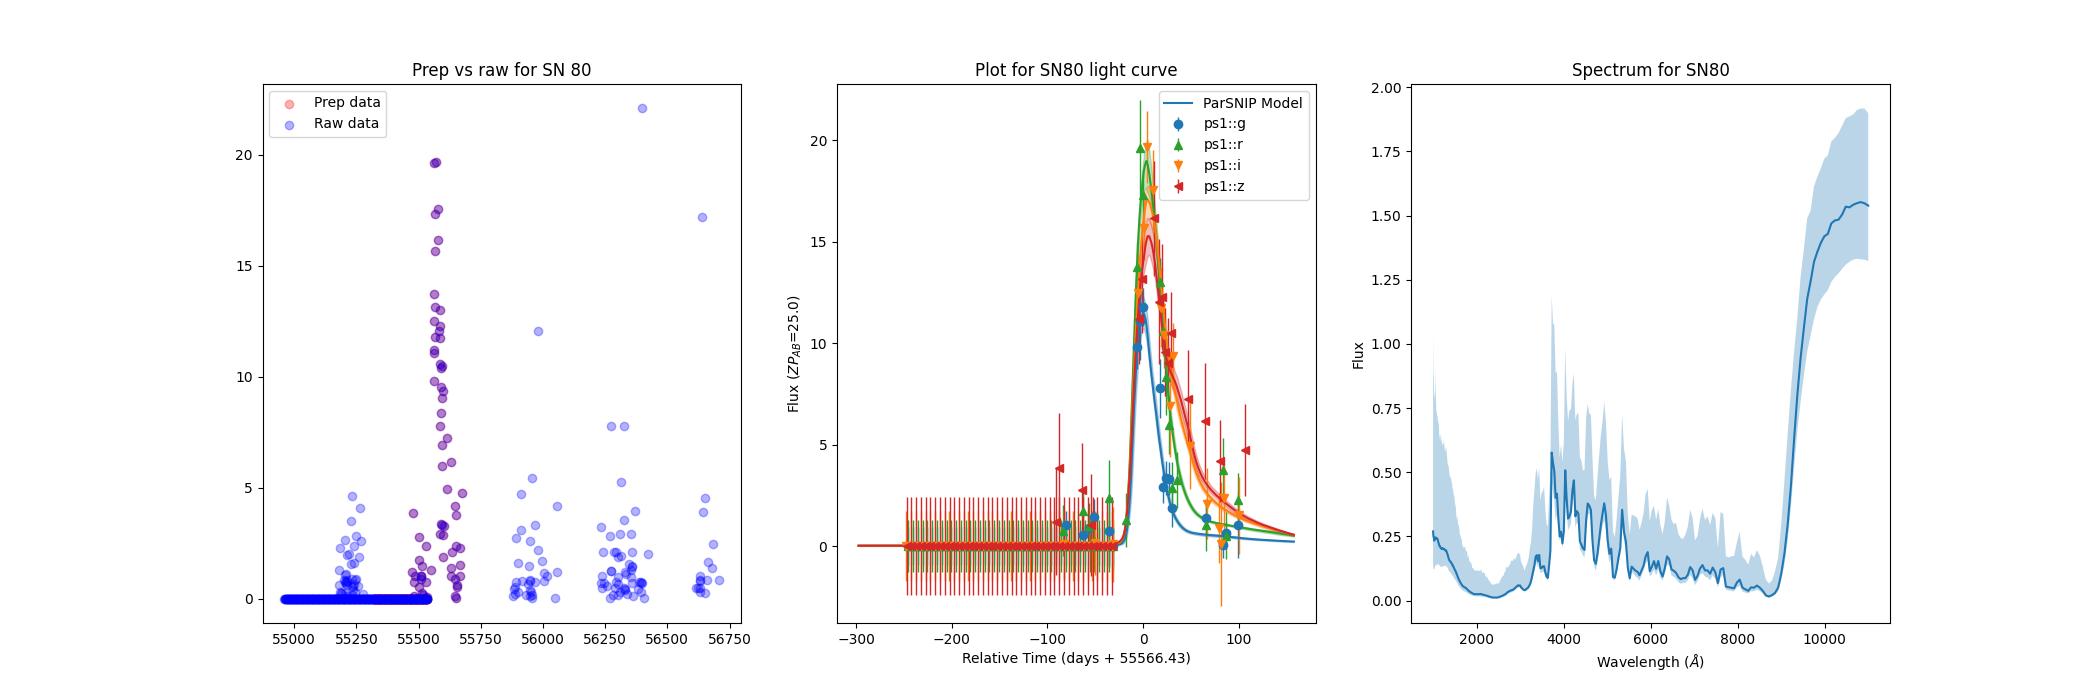 Prep vs raw for SN 80
Prep data
Raw data
20
15
10
5
0
55000 55250 55500 55750 56000 56250 56500 56750
Plot for SN80 light curve
ParSNIP Model
ps1::g
ps1::r
ps1::i
ps1::z
Flux (ZP_AB=25.0)
20
15
10
5
0
−300 −200 −100 0 100
Relative Time (days + 55566.43)
Spectrum for SN80
Flux
2.00
1.75
1.50
1.25
1.00
0.75
0.50
0.25
0.00
2000 4000 6000 8000 10000
Wavelength (Å)